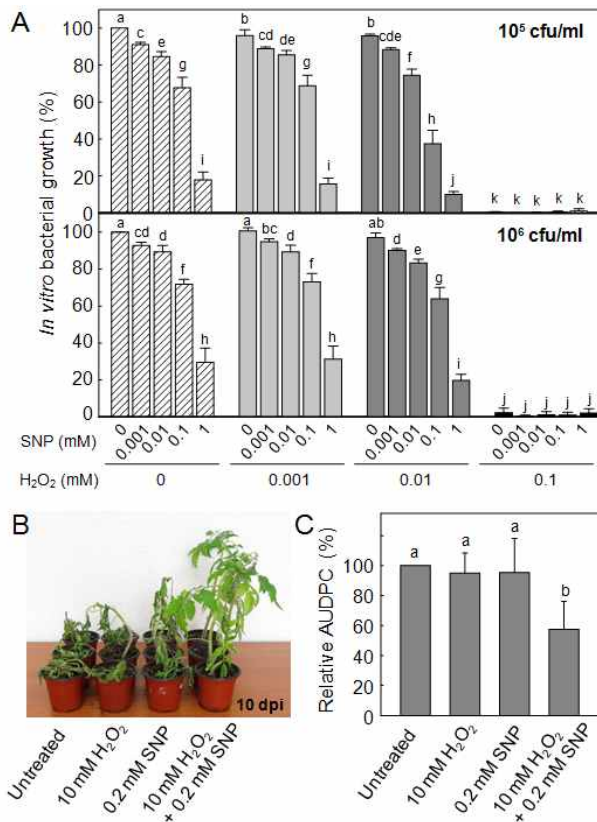 A
10⁵ cfu/ml
In vitro bacterial growth (%)
100
80
60
40
20
0
a c e g i
b cd de g i
b cde f h j
k k k k k
10⁶ cfu/ml
100
80
60
40
20
0
a cd d f h
a bc d f h
ab d e g i
j j j j j
SNP (mM)
0 0.001 0.01 0.1 1
0 0.001 0.01 0.1 1
0 0.001 0.01 0.1 1
0 0.001 0.01 0.1 1
H₂O₂ (mM)
0 0.001 0.01 0.1
B
10 dpi
Untreated
10 mM H₂O₂
0.2 mM SNP
10 mM H₂O₂
+ 0.2 mM SNP
C
Relative AUDPC (%)
100
80
60
40
20
0
a a a b
Untreated
10 mM H₂O₂
0.2 mM SNP
10 mM H₂O₂
+ 0.2 mM SNP